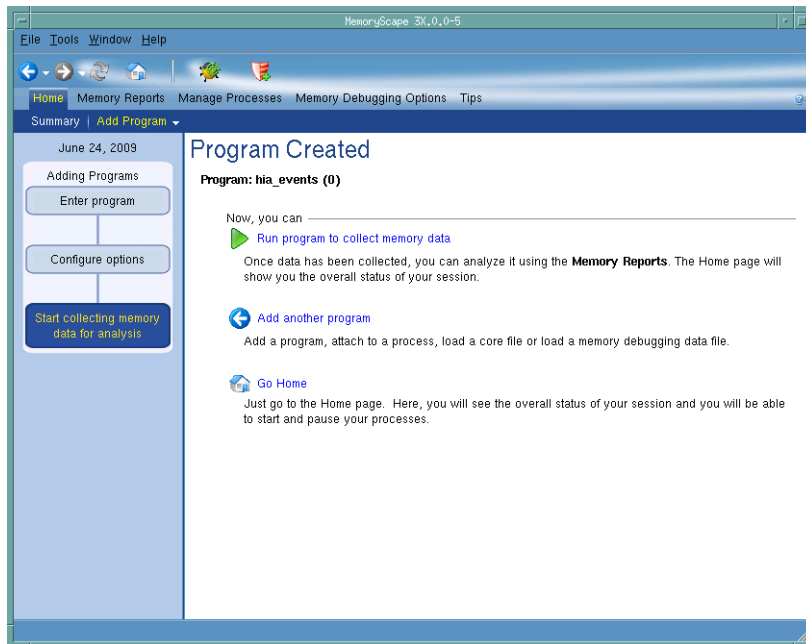 MemoryScape 3X.0.0-5
File Tools Window Help
Home Memory Reports Manage Processes Memory Debugging Options Tips
Summary | Add Program
June 24, 2009
Adding Programs
Enter program
Configure options
Start collecting memory
data for analysis
Program Created
Program: hia_events (0)
Now, you can
Run program to collect memory data
Once data has been collected, you can analyze it using the Memory Reports. The Home page will
show you the overall status of your session.
Add another program
Add a program, attach to a process, load a core file or load a memory debugging data file.
Go Home
Just go to the Home page. Here, you will see the overall status of your session and you will be able
to start and pause your processes.